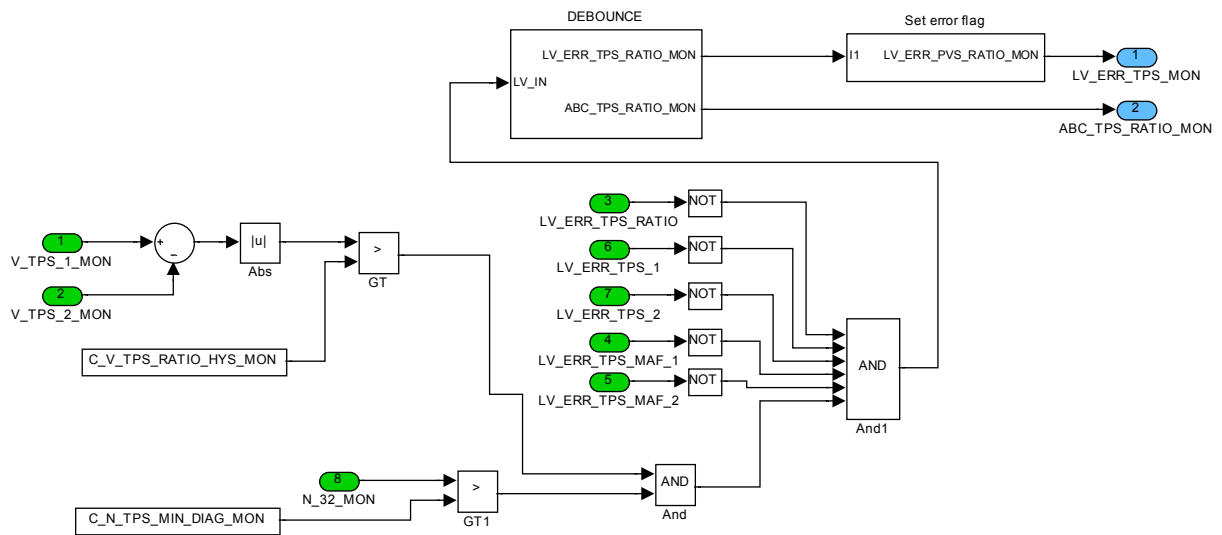 DEBOUNCE
Set error flag
LV_ERR_TPS_RATIO_MON
I1
LV_ERR_PVS_RATIO_MON
1
LV_ERR_TPS_MON
LV_IN
ABC_TPS_RATIO_MON
2
ABC_TPS_RATIO_MON
3
NOT
LV_ERR_TPS_RATIO
1
V_TPS_1_MON
+
−
|u|
Abs
>
GT
6
NOT
LV_ERR_TPS_1
2
V_TPS_2_MON
7
NOT
LV_ERR_TPS_2
C_V_TPS_RATIO_HYS_MON
4
NOT
LV_ERR_TPS_MAF_1
5
NOT
LV_ERR_TPS_MAF_2
AND
And1
8
N_32_MON
>
GT1
AND
And
C_N_TPS_MIN_DIAG_MON